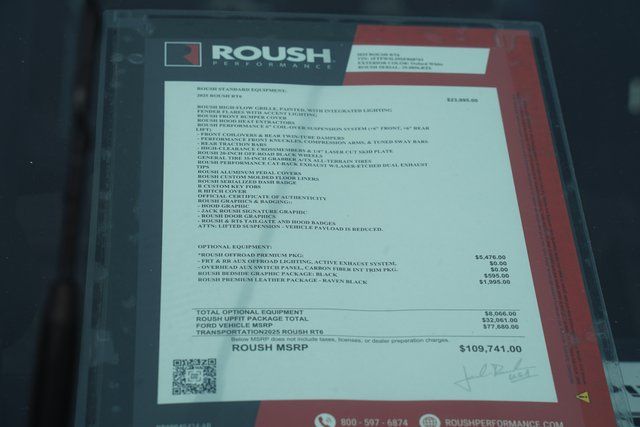 ROUSH
PERFORMANCE
2025 ROUSH RT6
EXTERIOR COLOR: Oxford White
ROUSH STANDARD EQUIPMENT:
2025 ROUSH RT6 $23,995.00
ROUSH HIGH-FLOW GRILLE, PAINTED, WITH INTEGRATED LIGHTING
FENDER FLARES WITH ACCENT LIGHTING
ROUSH FRONT BUMPER COVER
ROUSH HOOD HEAT EXTRACTORS
ROUSH PERFORMANCE 6" COIL-OVER SUSPENSION SYSTEM (+6" FRONT, +6" REAR
LIFT)
- FRONT COILOVERS & REAR TWIN-TUBE DAMPERS
- PERFORMANCE FRONT KNUCKLES, COMPRESSION ARMS, & TUNED SWAY BARS
- REAR TRACTION BARS
- HIGH-CLEARANCE CROSSMEMBERS & 1/4" LASER CUT SKID PLATE
ROUSH 20-INCH OFF-ROAD BLACK WHEELS
GENERAL TIRE 35-INCH GRABBER A/TX ALL-TERRAIN TIRES
ROUSH PERFORMANCE CAT-BACK EXHAUST W/LASER-ETCHED DUAL EXHAUST
TIPS
ROUSH ALUMINUM PEDAL COVERS
ROUSH CUSTOM MOLDED FLOOR LINERS
ROUSH SERIALIZED DASH BADGE
R CUSTOM KEY FOBS
R HITCH COVER
OFFICIAL CERTIFICATE OF AUTHENTICITY
ROUSH GRAPHICS & BADGING:
- HOOD GRAPHIC
- JACK ROUSH SIGNATURE GRAPHIC
- ROUSH DOOR GRAPHICS
- ROUSH & RT6 TAILGATE AND HOOD BADGES
ATTN: LIFTED SUSPENSION - VEHICLE PAYLOAD IS REDUCED.
OPTIONAL EQUIPMENT:
*ROUSH OFFROAD PREMIUM PKG: $5,476.00
- FRT & RR AUX OFFROAD LIGHTING, ACTIVE EXHAUST SYSTEM, $0.00
- OVERHEAD AUX SWITCH PANEL, CARBON FIBER INT TRIM PKG. $0.00
ROUSH BEDSIDE GRAPHIC PACKAGE: BLACK $595.00
ROUSH PREMIUM LEATHER PACKAGE - RAVEN BLACK $1,995.00
TOTAL OPTIONAL EQUIPMENT $8,066.00
ROUSH UPFIT PACKAGE TOTAL $32,061.00
FORD VEHICLE MSRP $77,680.00
TRANSPORTATION2025 ROUSH RT6
Below MSRP does not include taxes, licenses, or dealer preparation charges.
ROUSH MSRP $109,741.00
800 - 597 - 6874 ROUSHPERFORMANCE.COM